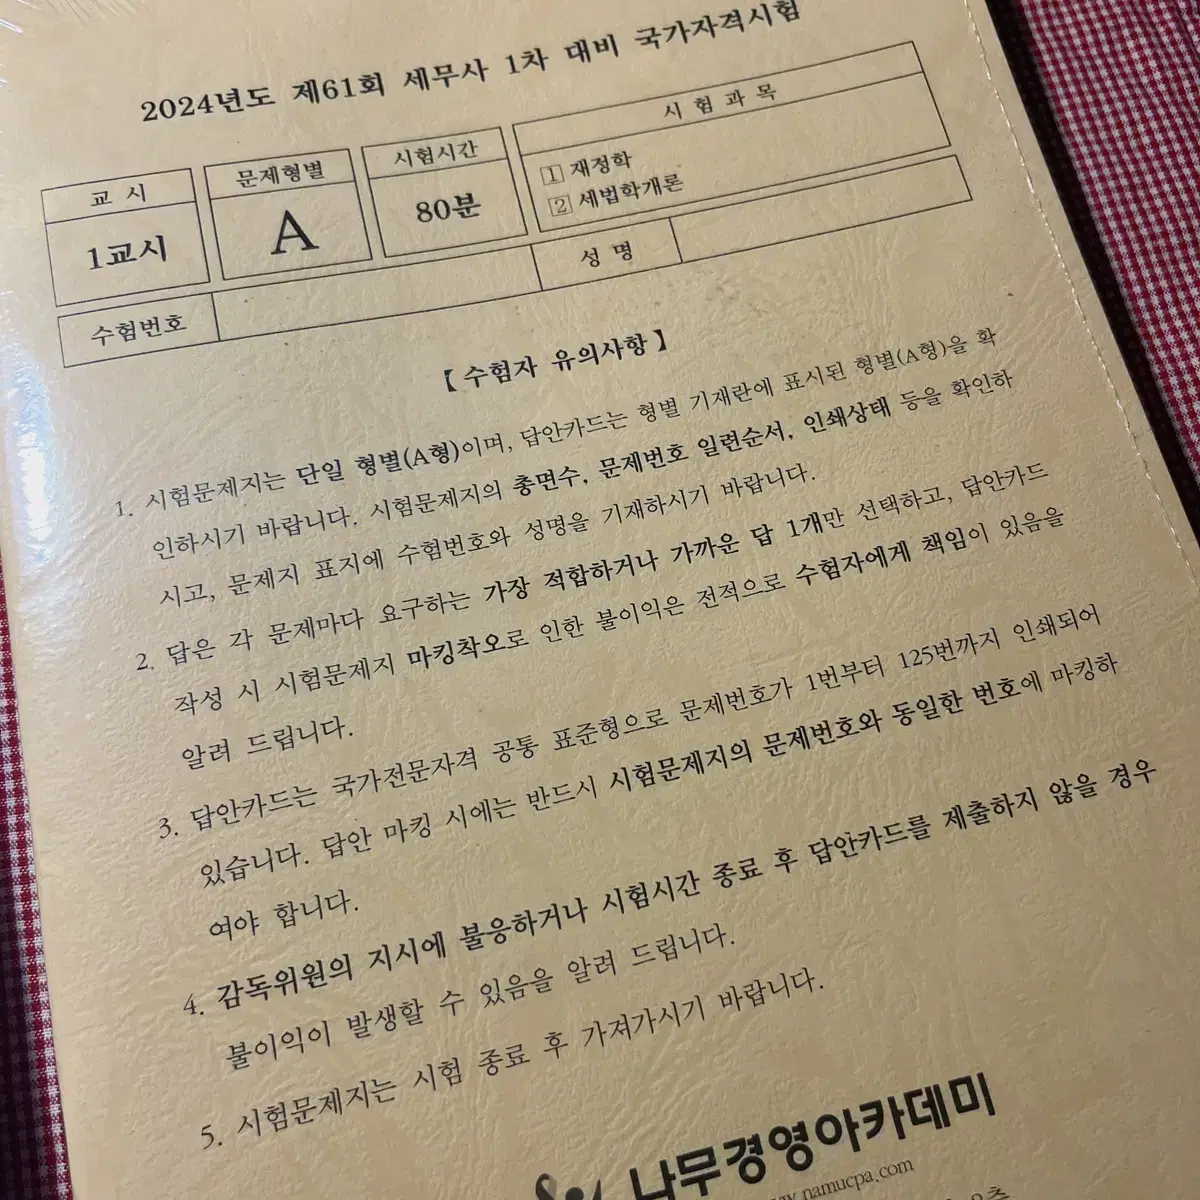 2024년도 제61회 세무사 1차 대비 국가자격시험
교 시
문제형별
시험시간
시 험 과 목
1교시
A
80분
1 재정학
2 세법학개론
수험번호
성 명
【 수험자 유의사항 】
1. 시험문제지는 단일 형별(A형)이며, 답안카드는 형별 기재란에 표시된 형별(A형)을 확
인하시기 바랍니다. 시험문제지의 총면수, 문제번호 일련순서, 인쇄상태 등을 확인하
시고, 문제지 표지에 수험번호와 성명을 기재하시기 바랍니다.
2. 답은 각 문제마다 요구하는 가장 적합하거나 가까운 답 1개만 선택하고, 답안카드
작성 시 시험문제지 마킹착오로 인한 불이익은 전적으로 수험자에게 책임이 있음을
알려 드립니다.
3. 답안카드는 국가전문자격 공통 표준형으로 문제번호가 1번부터 125번까지 인쇄되어
있습니다. 답안 마킹 시에는 반드시 시험문제지의 문제번호와 동일한 번호에 마킹하
여야 합니다.
4. 감독위원의 지시에 불응하거나 시험시간 종료 후 답안카드를 제출하지 않을 경우
불이익이 발생할 수 있음을 알려 드립니다.
5. 시험문제지는 시험 종료 후 가져가시기 바랍니다.
나무경영아카데미
www.namucpa.com